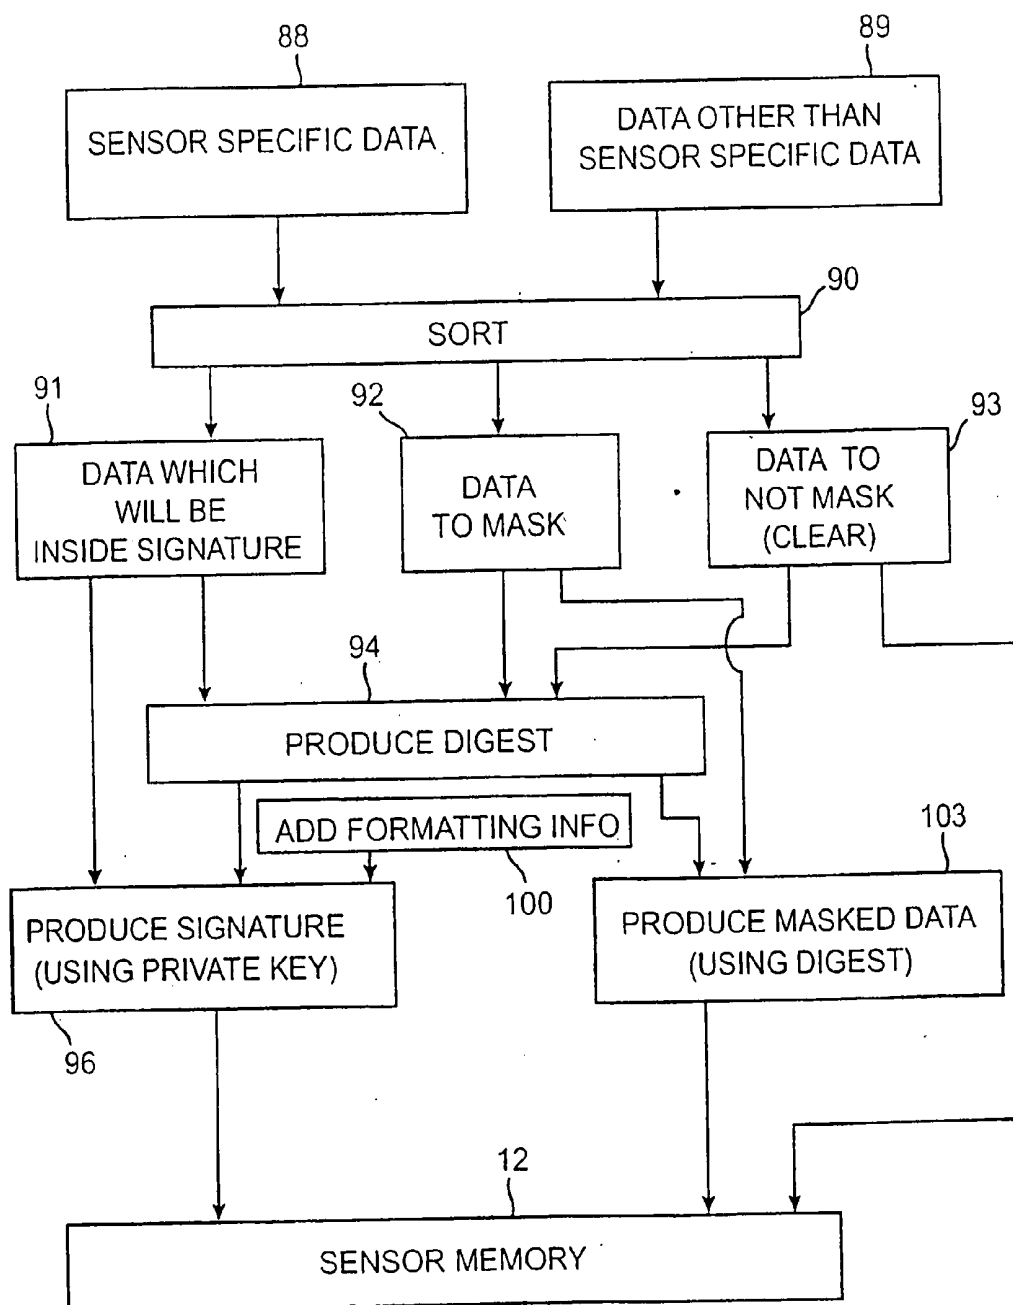 88
89
SENSOR SPECIFIC DATA
DATA OTHER THAN
SENSOR SPECIFIC DATA
90
SORT
91
92
93
DATA WHICH
WILL BE
INSIDE SIGNATURE
DATA
TO MASK
DATA TO
NOT MASK
(CLEAR)
94
PRODUCE DIGEST
ADD FORMATTING INFO
100
103
PRODUCE SIGNATURE
(USING PRIVATE KEY)
96
PRODUCE MASKED DATA
(USING DIGEST)
12
SENSOR MEMORY